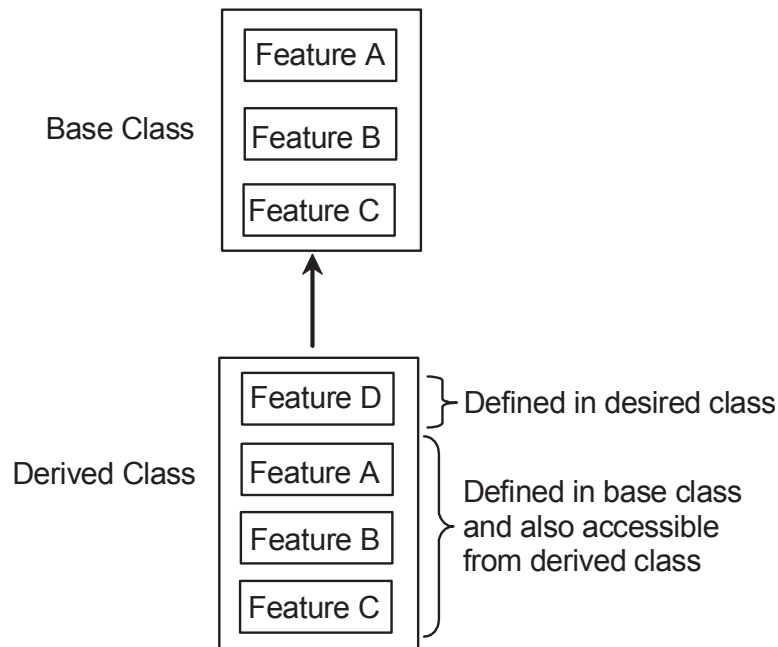 Feature A
Base Class
Feature B
Feature C
Feature D
Defined in desired class
Derived Class
Feature A
Defined in base class
and also accessible
from derived class
Feature B
Feature C